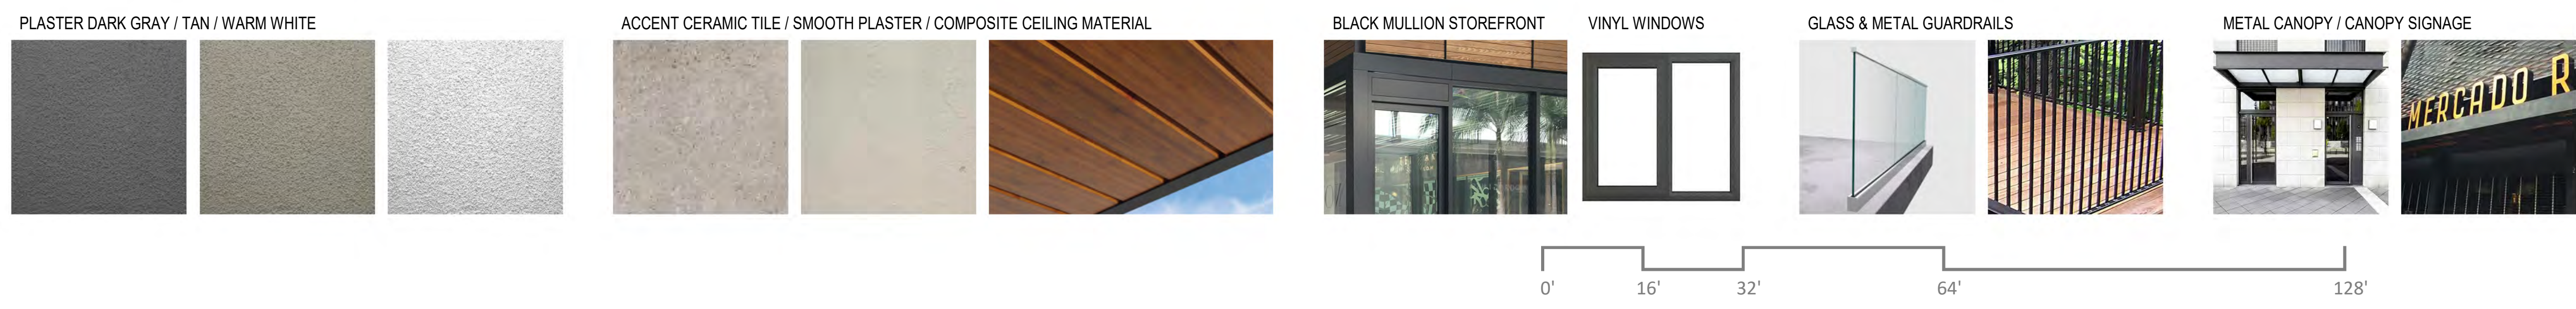 PLASTER DARK GRAY / TAN / WARM WHITE
ACCENT CERAMIC TILE / SMOOTH PLASTER / COMPOSITE CEILING MATERIAL
BLACK MULLION STOREFRONT
VINYL WINDOWS
GLASS & METAL GUARDRAILS
METAL CANOPY / CANOPY SIGNAGE
MERCADO R
0' 16' 32' 64' 128'